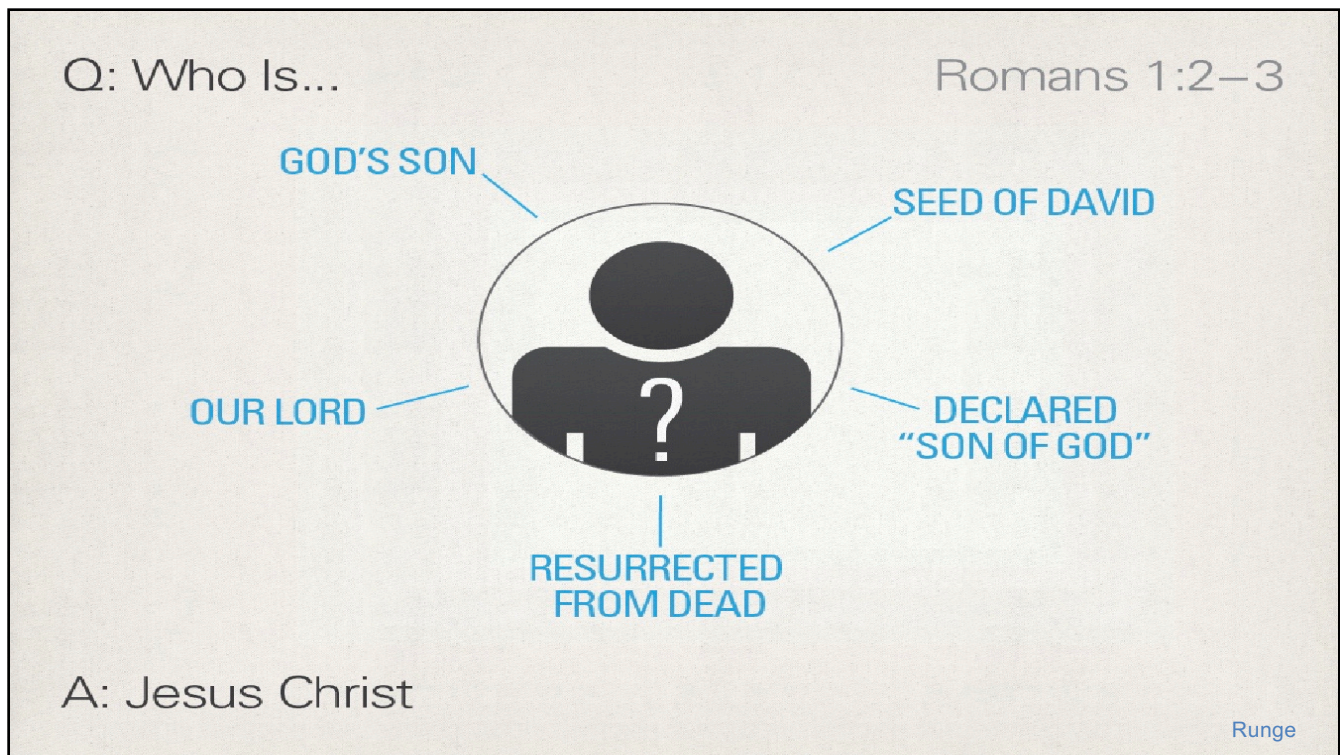 Q: Who Is...
Romans 1:2–3
GOD'S SON
SEED OF DAVID
OUR LORD
?
DECLARED
“SON OF GOD”
RESURRECTED
FROM DEAD
A: Jesus Christ
Runge